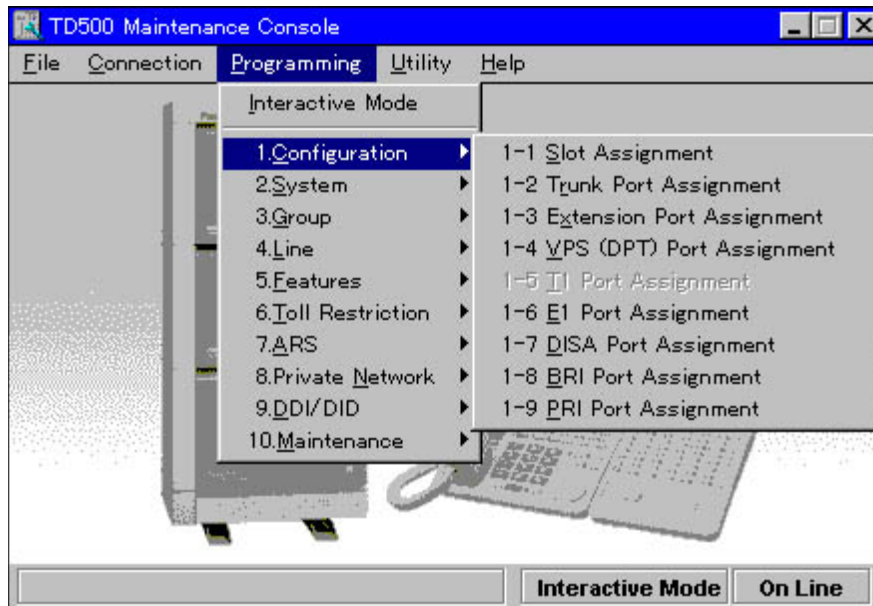 TD500 Maintenance Console
File Connection Programming Utility Help
Interactive Mode
1.Configuration
2.System
3.Group
4.Line
5.Features
6.Toll Restriction
7.ARS
8.Private Network
9.DDI/DID
10.Maintenance
1-1 Slot Assignment
1-2 Trunk Port Assignment
1-3 Extension Port Assignment
1-4 VPS (DPT) Port Assignment
1-5 T1 Port Assignment
1-6 E1 Port Assignment
1-7 DISA Port Assignment
1-8 BRI Port Assignment
1-9 PRI Port Assignment
Interactive Mode On Line